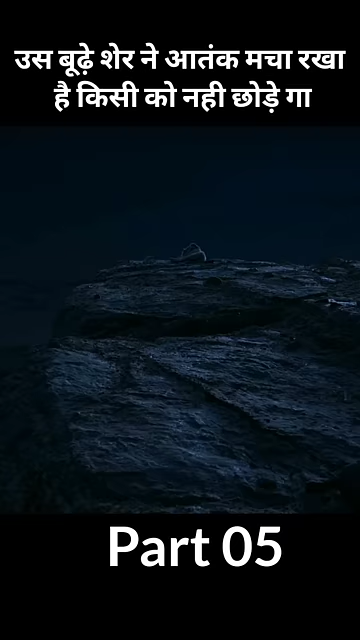 उस बूढ़े शेर ने आतंक मचा रखा
है किसी को नही छोड़े गा
Part 05